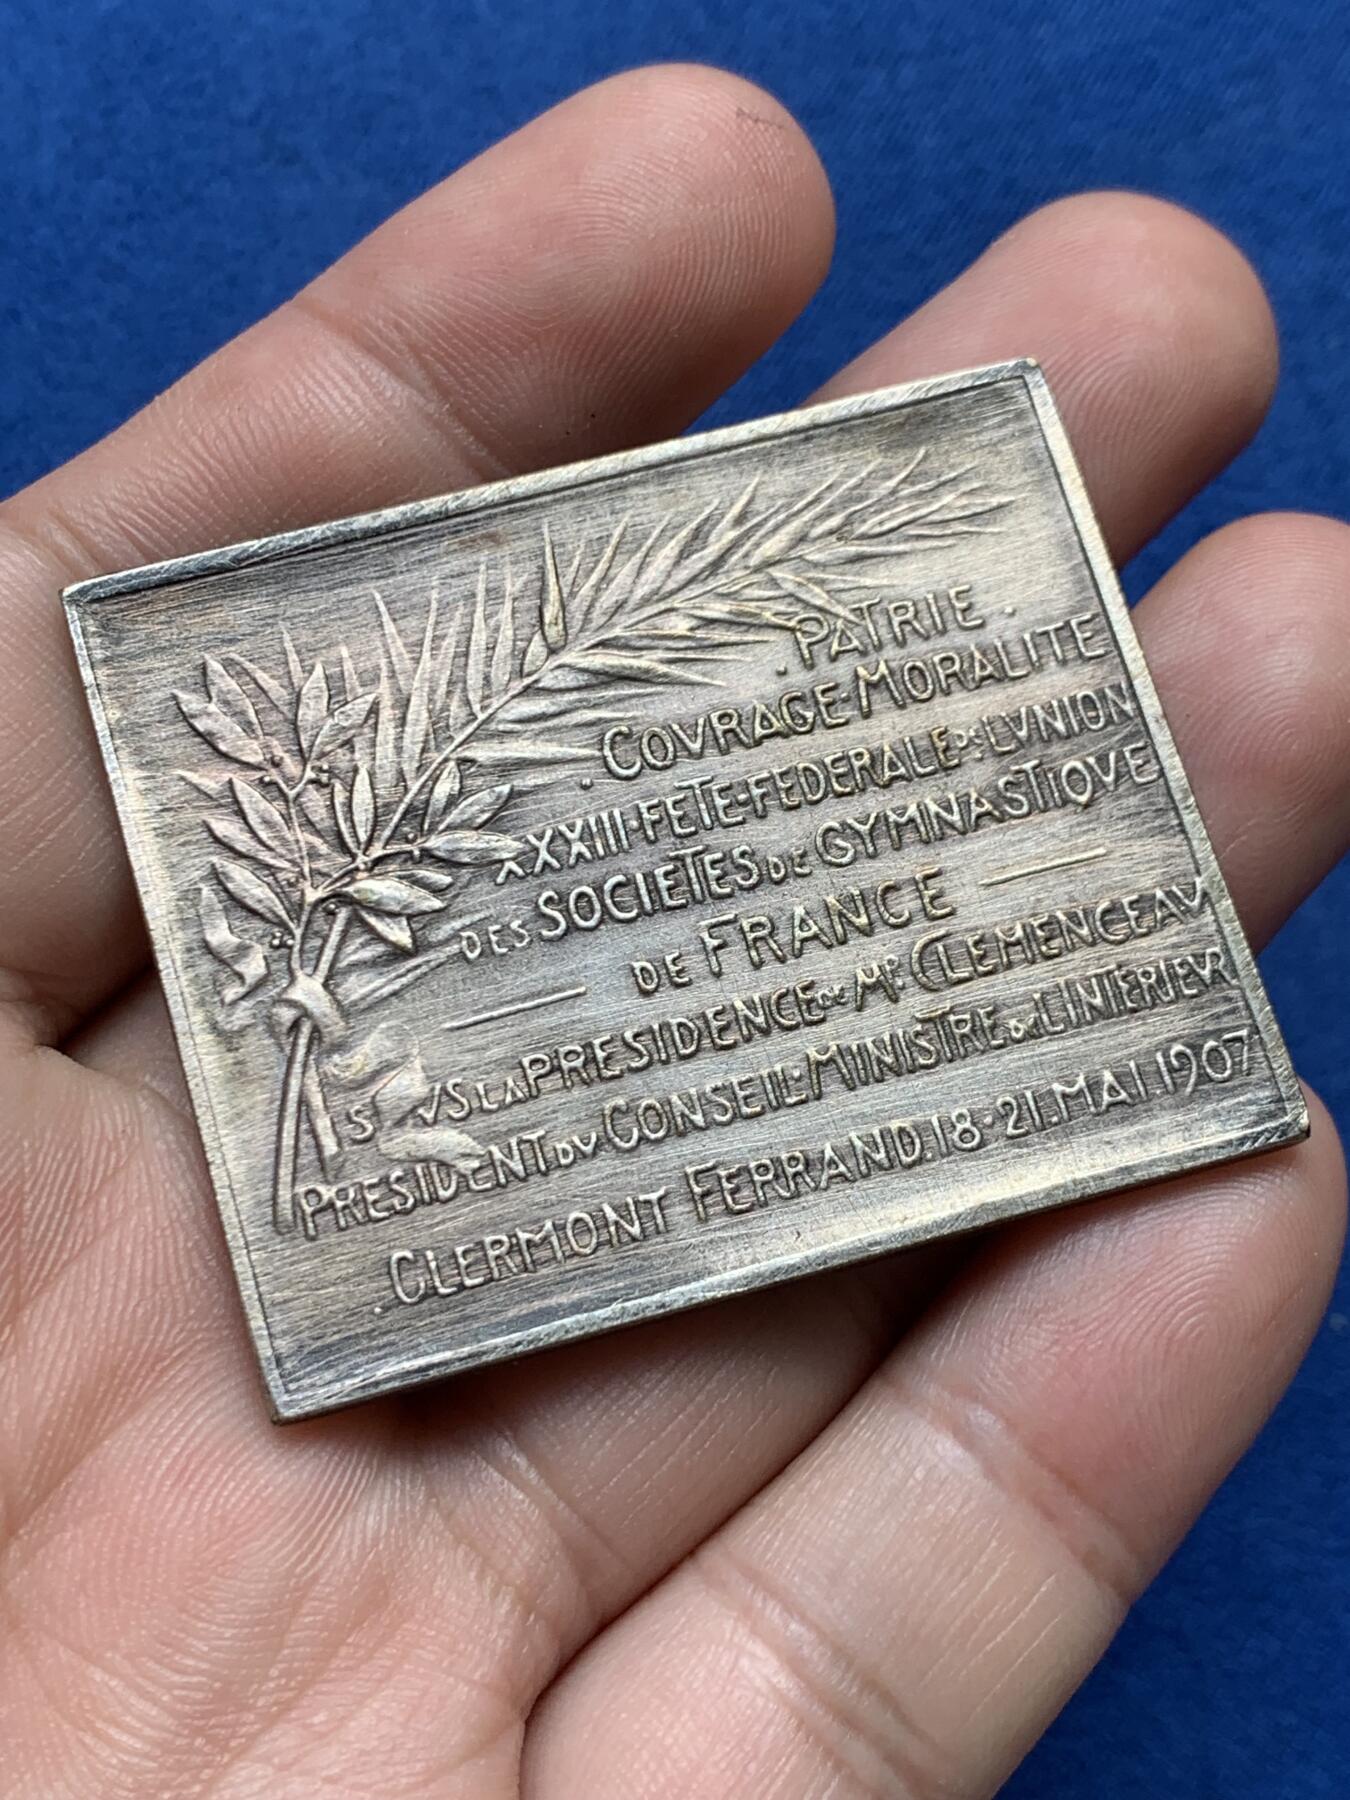 . PATRIE .
. COVRAGE · MORALITE
XXXIII · FETE · FEDERALE DE L'VNION
DES SOCIETES DE GYMNASTIQVE
DE FRANCE
SOVS LA PRESIDENCE DE Mr CLEMENCEAV
PRESIDENT DV CONSEIL · MINISTRE DE L'INTERIEVR
. CLERMONT FERRAND . 18 · 21 . MAI . 1907